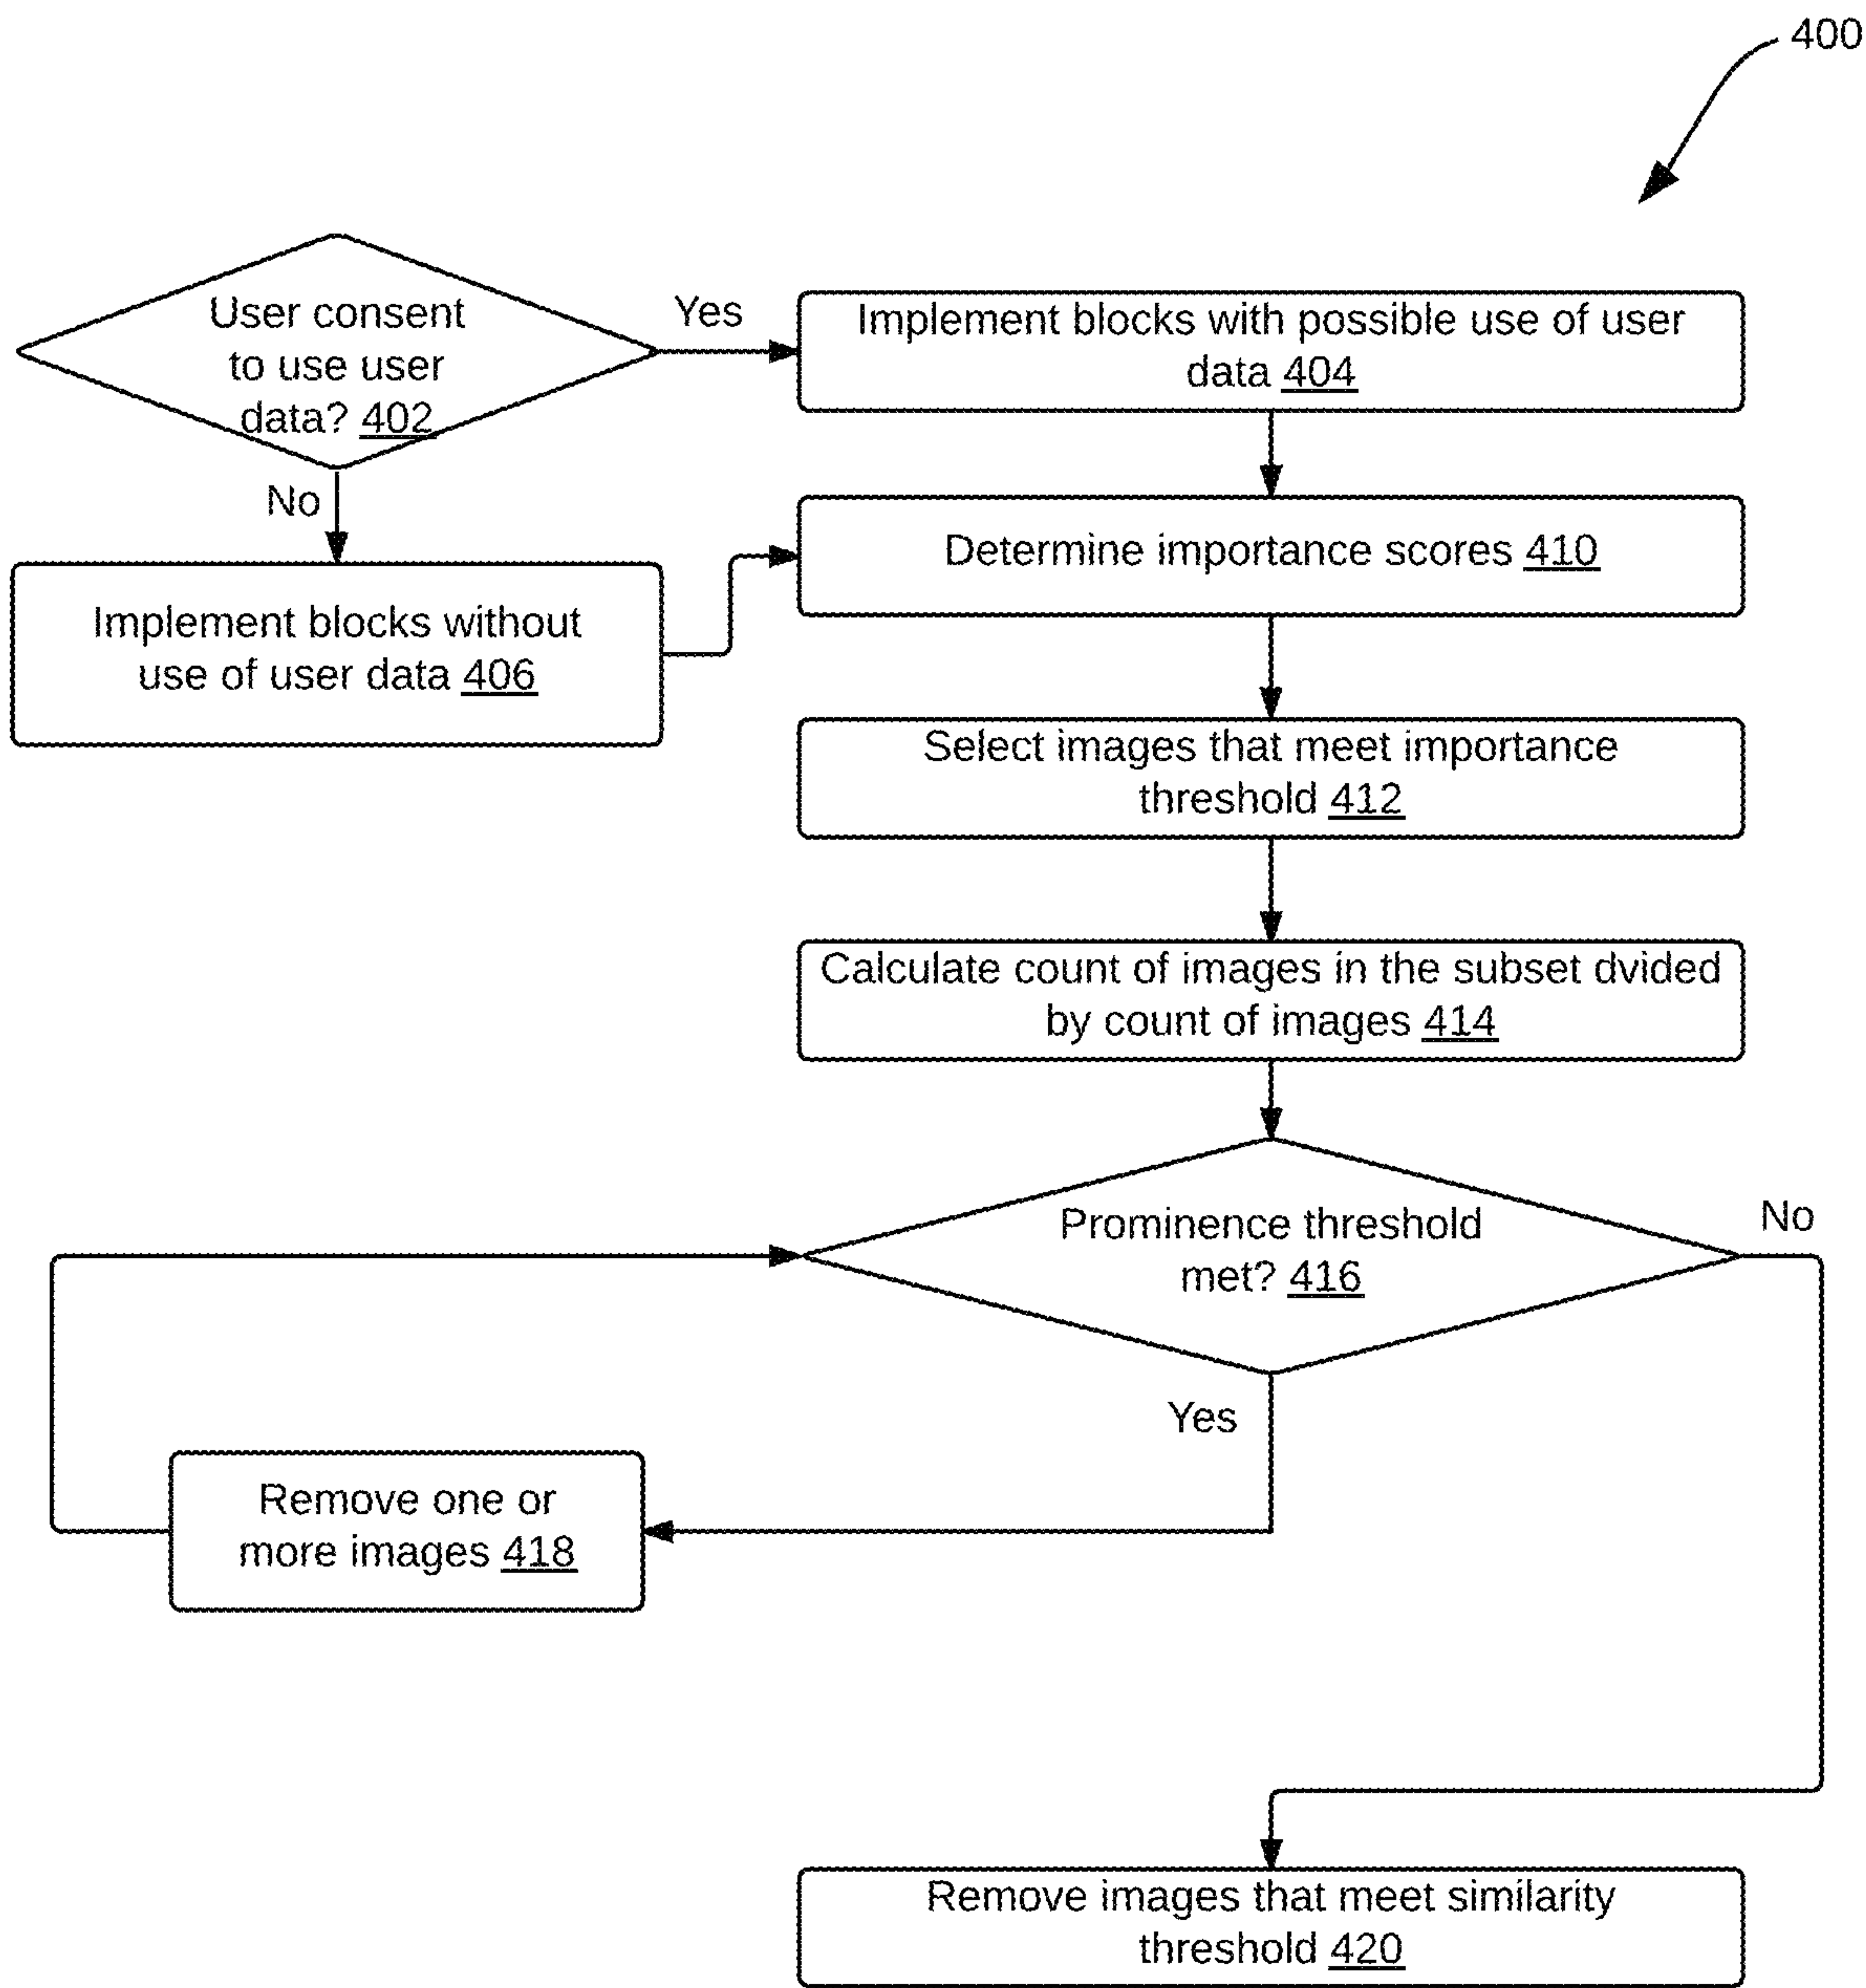 400
User consent
to use user
data? 402
Yes
Implement blocks with possible use of user
data 404
No
Implement blocks without
use of user data 406
Determine importance scores 410
Select images that meet importance
threshold 412
Calculate count of images in the subset dvided
by count of images 414
Prominence threshold
met? 416
No
Yes
Remove one or
more images 418
Remove images that meet similarity
threshold 420